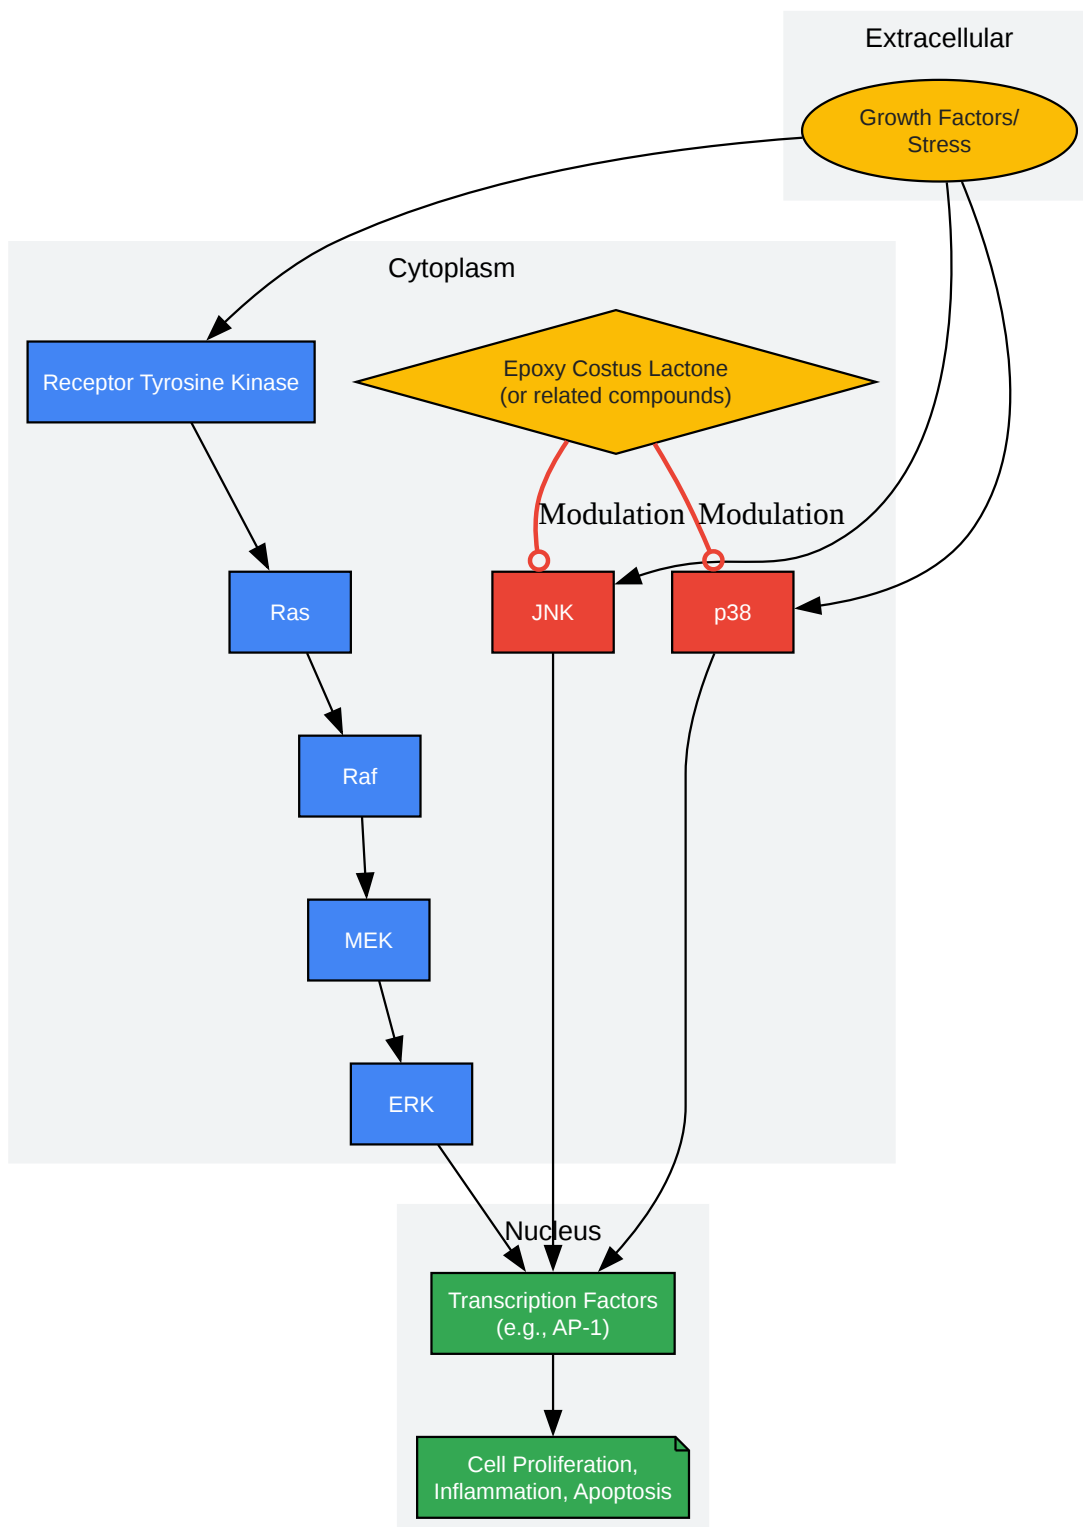 Extracellular
Growth Factors/
Stress
Cytoplasm
Receptor Tyrosine Kinase
Epoxy Costus Lactone
(or related compounds)
Modulation
Modulation
Ras
JNK
p38
Raf
MEK
ERK
Nucleus
Transcription Factors
(e.g., AP-1)
Cell Proliferation,
Inflammation, Apoptosis